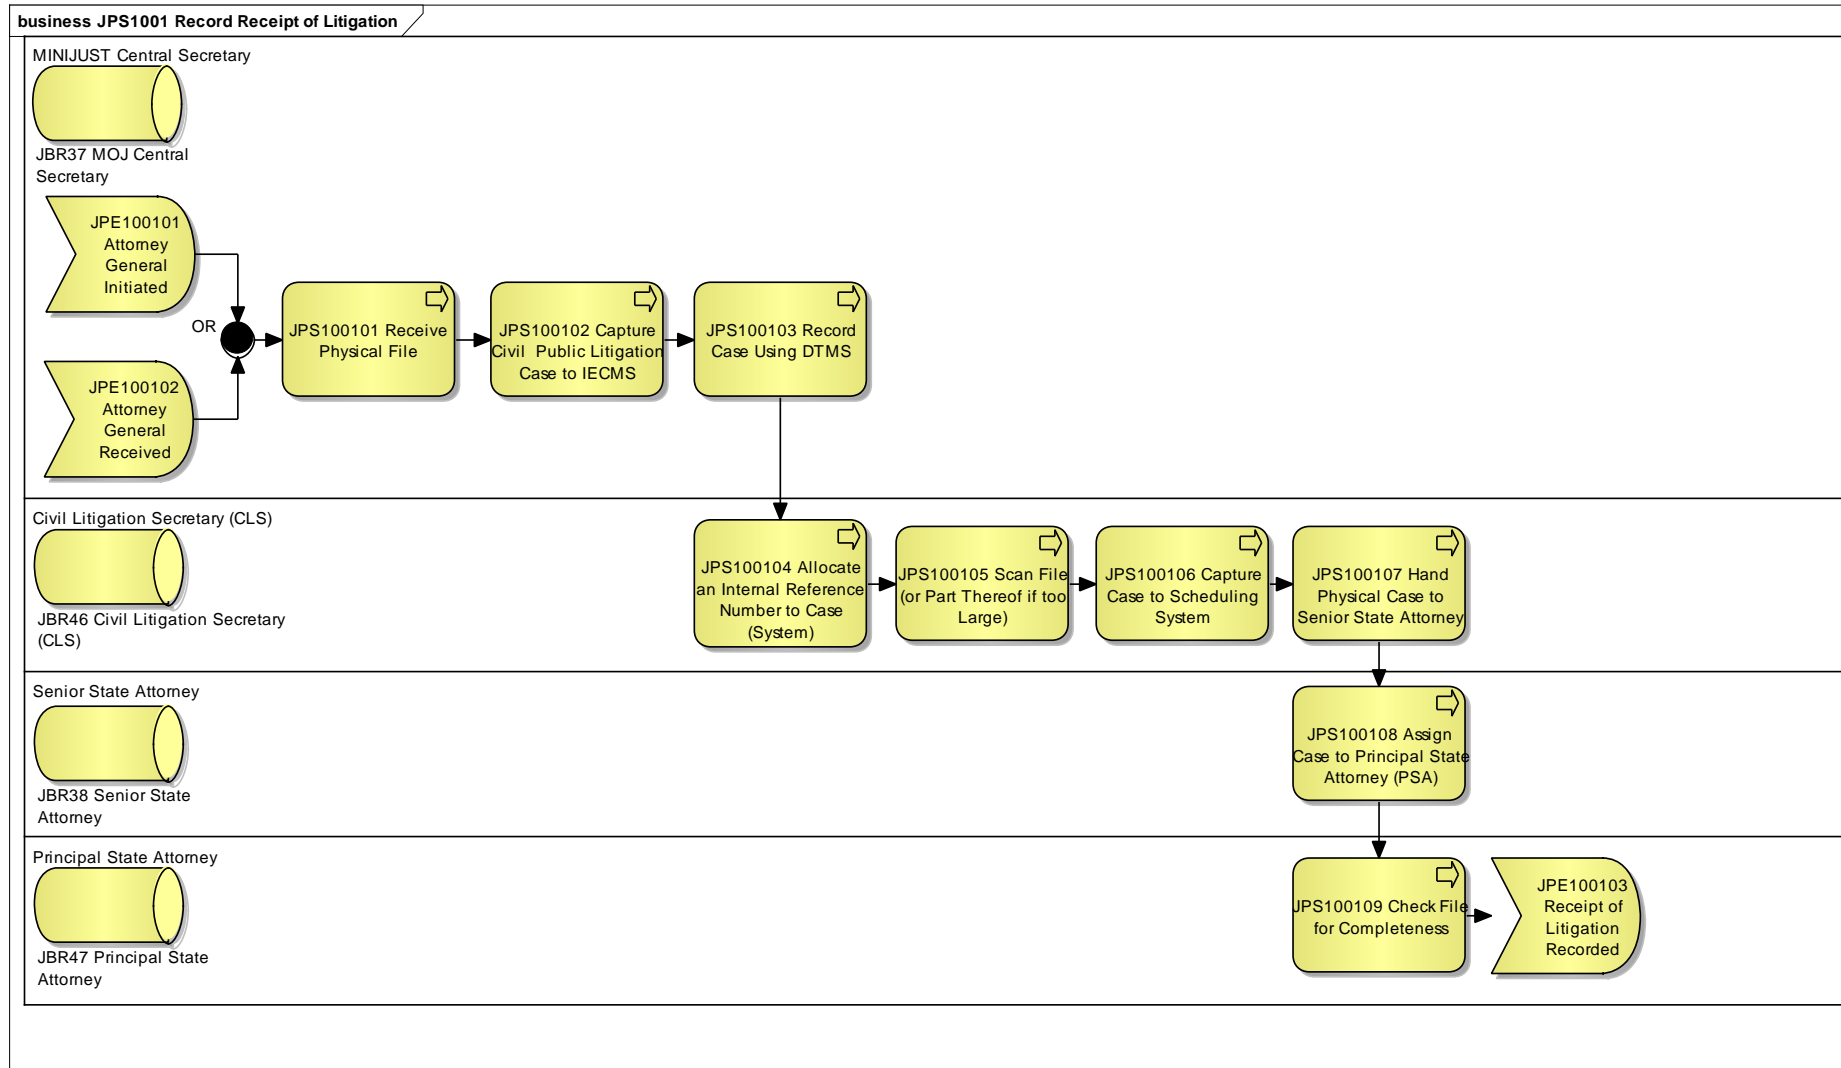 business JPS1001 Record Receipt of Litigation
MINIJUST Central Secretary
JBR37 MOJ Central
Secretary
JPE100101
Attorney
General
Initiated
OR
JPE100102
Attorney
General
Received
JPS100101 Receive
Physical File
JPS100102 Capture
Civil  Public Litigation
Case to IECMS
JPS100103 Record
Case Using DTMS
Civil Litigation Secretary (CLS)
JBR46 Civil Litigation Secretary
(CLS)
JPS100104 Allocate
an Internal Reference
Number to Case
(System)
JPS100105 Scan File
(or Part Thereof if too
Large)
JPS100106 Capture
Case to Scheduling
System
JPS100107 Hand
Physical Case to
Senior State Attorney
Senior State Attorney
JBR38 Senior State
Attorney
JPS100108 Assign
Case to Principal State
Attorney (PSA)
Principal State Attorney
JBR47 Principal State
Attorney
JPS100109 Check File
for Completeness
JPE100103
Receipt of
Litigation
Recorded